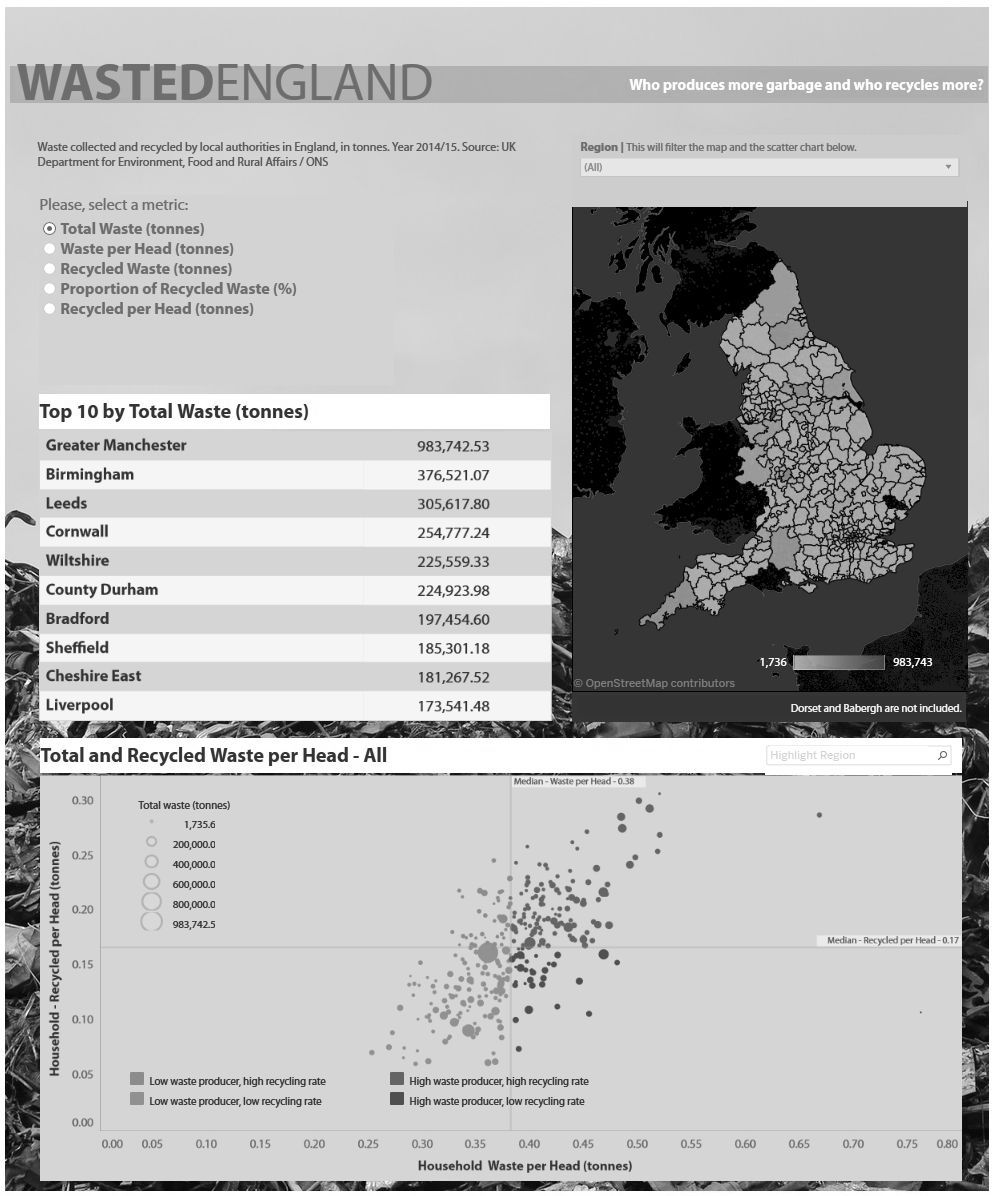 WASTEDENGLAND
Who produces more garbage and who recycles more?
Waste collected and recycled by local authorities in England, in tonnes. Year 2014/15. Source: UK
Department for Environment, Food and Rural Affairs / ONS
Region | This will filter the map and the scatter chart below.
(All)
Please, select a metric:
Total Waste (tonnes)
Waste per Head (tonnes)
Recycled Waste (tonnes)
Proportion of Recycled Waste (%)
Recycled per Head (tonnes)
Top 10 by Total Waste (tonnes)
Greater Manchester 983,742.53
Birmingham 376,521.07
Leeds 305,617.80
Cornwall 254,777.24
Wiltshire 225,559.33
County Durham 224,923.98
Bradford 197,454.60
Sheffield 185,301.18
Cheshire East 181,267.52
Liverpool 173,541.48
1,736 983,743
© OpenStreetMap contributors
Dorset and Babergh are not included.
Total and Recycled Waste per Head - All
Highlight Region
Median - Waste per Head - 0.38
Total waste (tonnes)
1,735.6
200,000.0
400,000.0
600,000.0
800,000.0
983,742.5
Median - Recycled per Head - 0.17
Household - Recycled per Head (tonnes)
0.30
0.25
0.20
0.15
0.10
0.05
0.00
Low waste producer, high recycling rate
High waste producer, high recycling rate
Low waste producer, low recycling rate
High waste producer, low recycling rate
0.00 0.05 0.10 0.15 0.20 0.25 0.30 0.35 0.40 0.45 0.50 0.55 0.60 0.65 0.70 0.75 0.80
Household Waste per Head (tonnes)